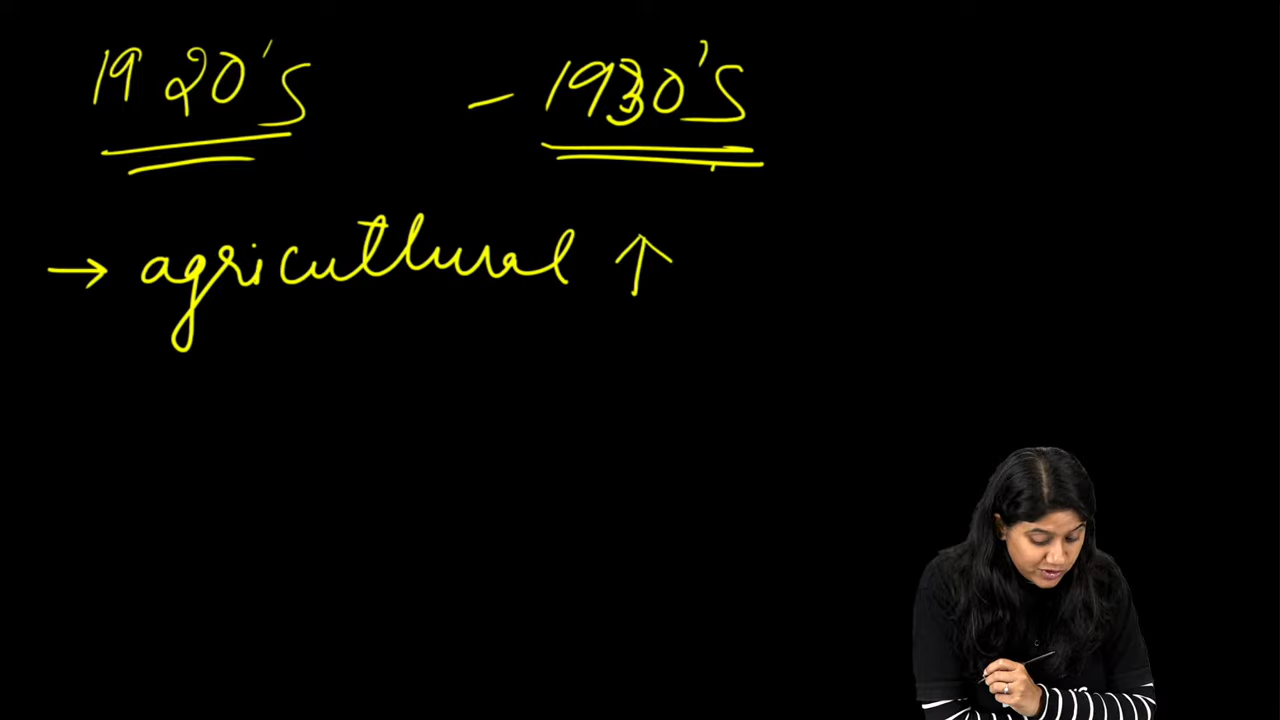 1920's - 1930's
→ agricultural ↑